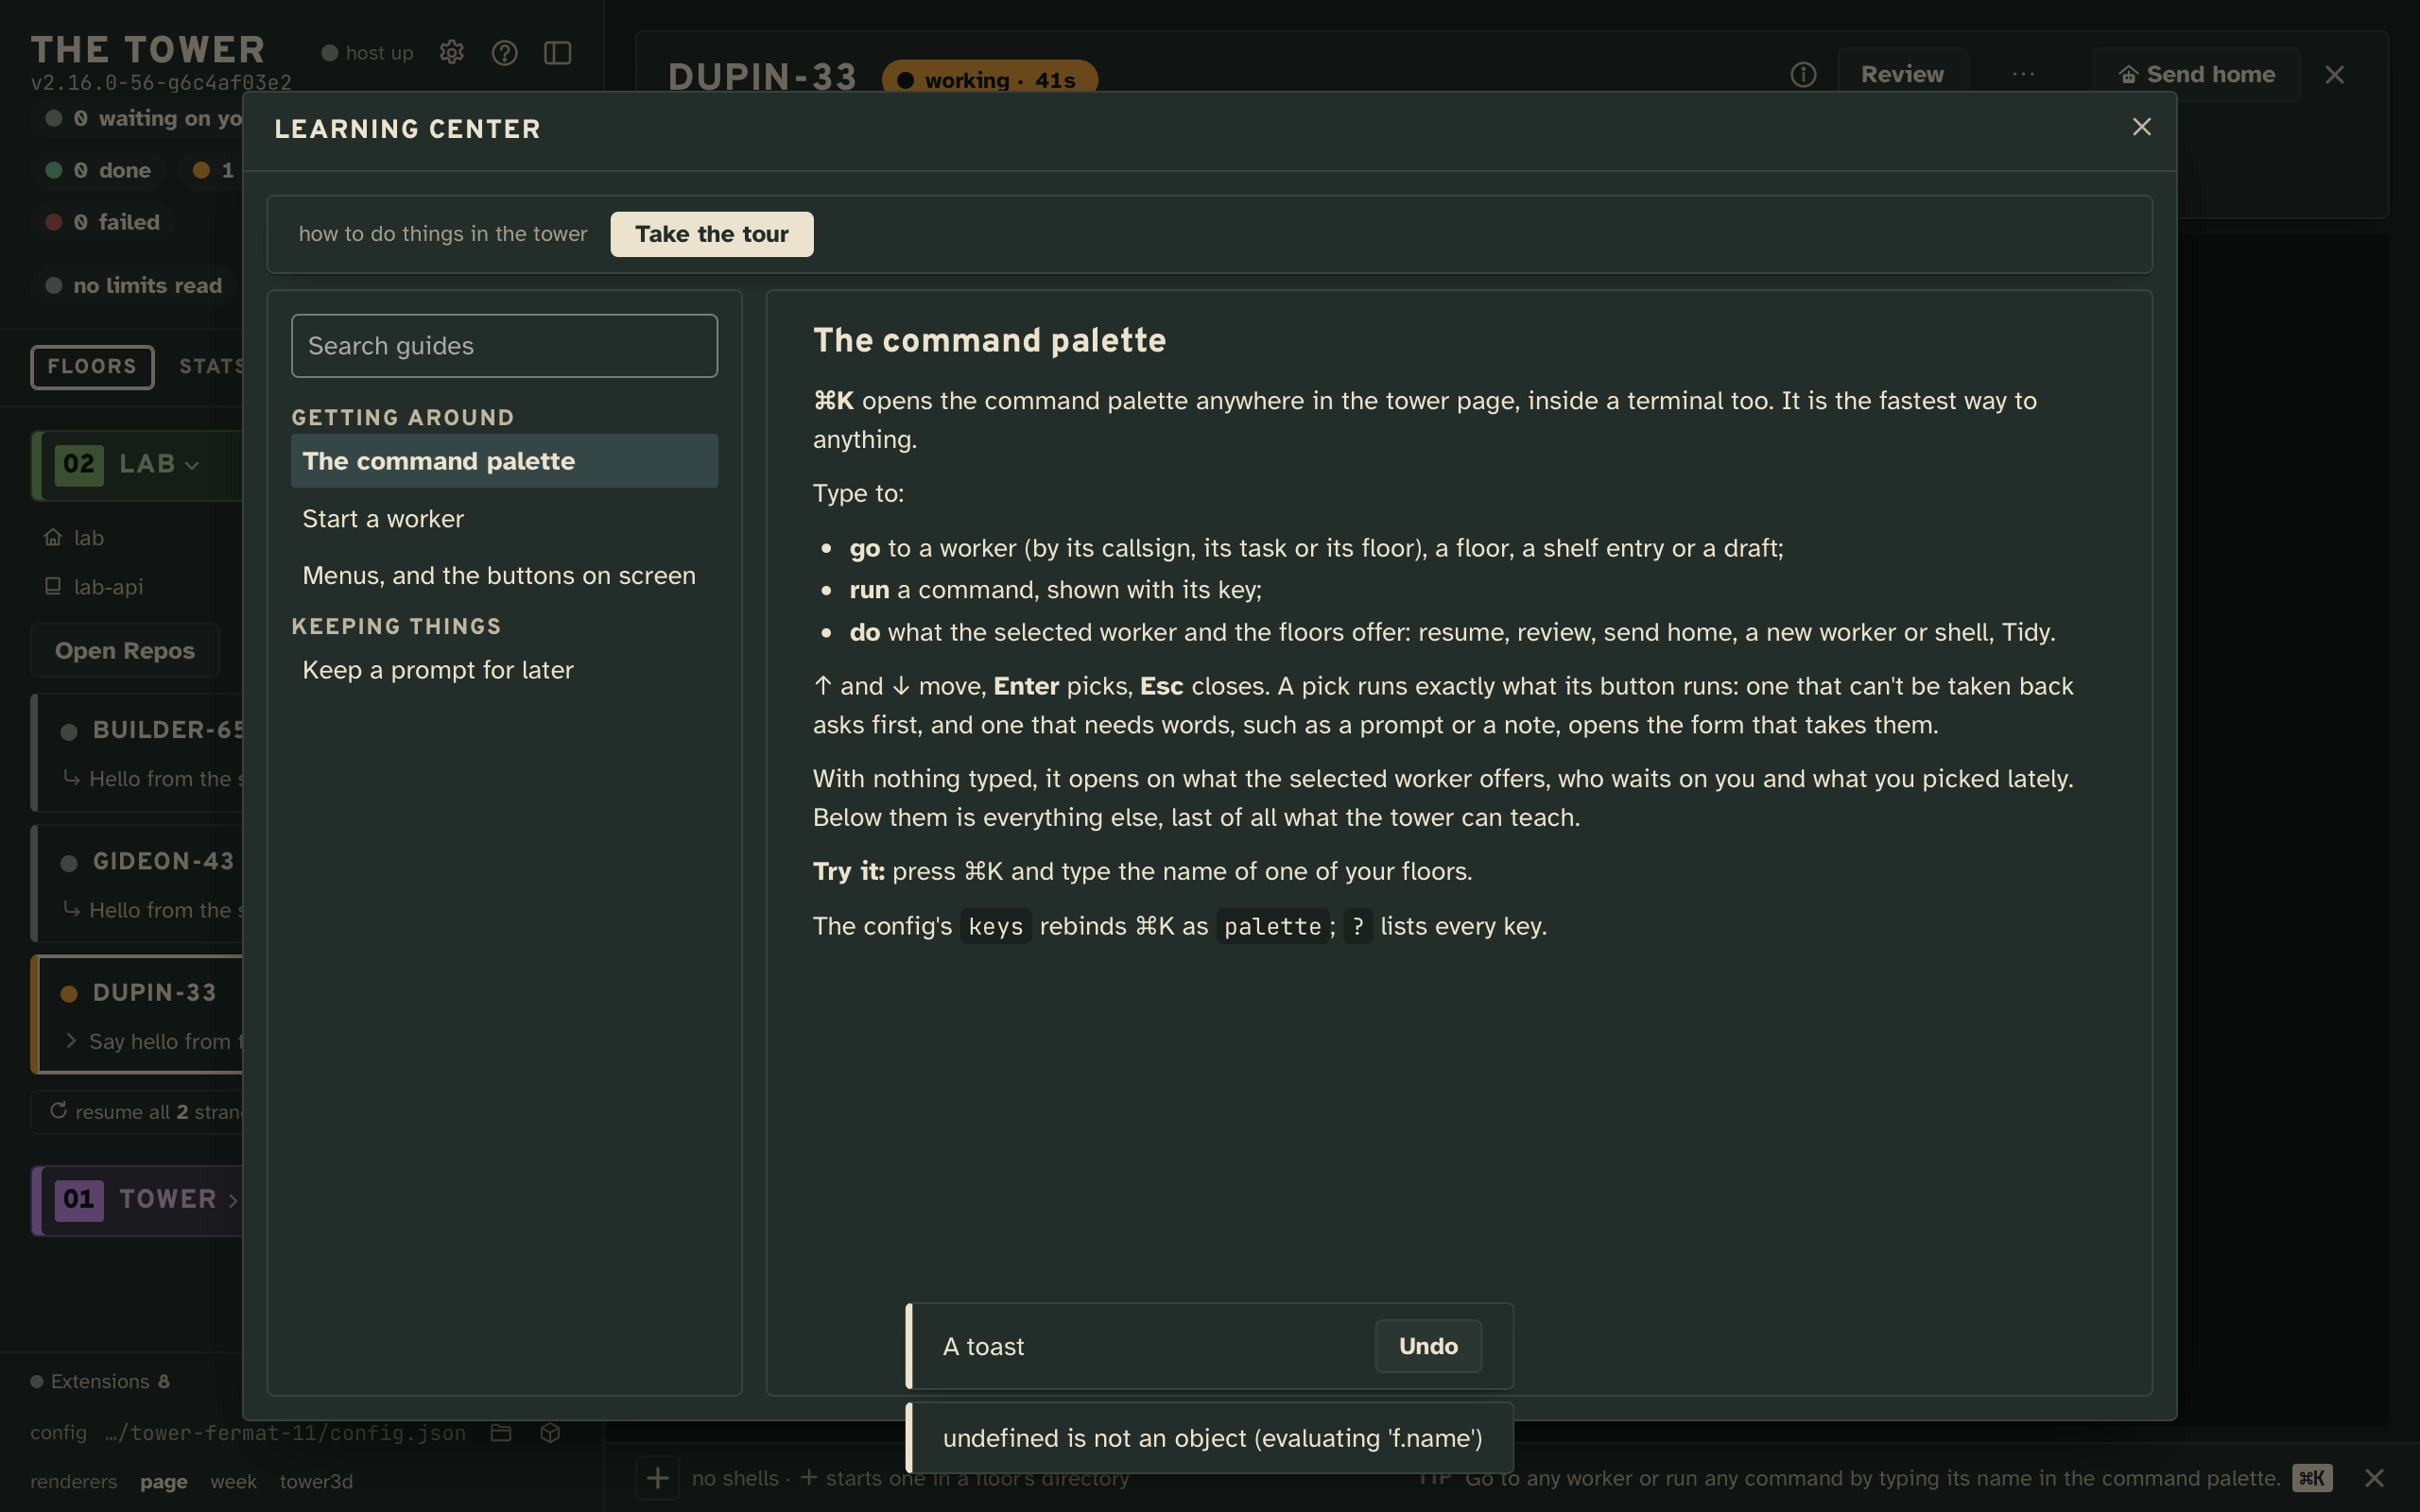 THE TOWER
host up
v2.16.0-56-g6c4af03e2
0 waiting on yo
0 done
1
0 failed
no limits read
FLOORS
STATS
02 LAB
lab
lab-api
Open Repos
BUILDER-65
Hello from the s
GIDEON-43
Hello from the s
DUPIN-33
Say hello from t
resume all 2 stran
01 TOWER
Extensions 8
config …/tower-fermat-11/config.json
renderers page week tower3d
DUPIN-33
working · 41s
Review
Send home
LEARNING CENTER
how to do things in the tower
Take the tour
Search guides
GETTING AROUND
The command palette
Start a worker
Menus, and the buttons on screen
KEEPING THINGS
Keep a prompt for later
The command palette
⌘K opens the command palette anywhere in the tower page, inside a terminal too. It is the fastest way to
anything.
Type to:
• go to a worker (by its callsign, its task or its floor), a floor, a shelf entry or a draft;
• run a command, shown with its key;
• do what the selected worker and the floors offer: resume, review, send home, a new worker or shell, Tidy.
↑ and ↓ move, Enter picks, Esc closes. A pick runs exactly what its button runs: one that can't be taken back
asks first, and one that needs words, such as a prompt or a note, opens the form that takes them.
With nothing typed, it opens on what the selected worker offers, who waits on you and what you picked lately.
Below them is everything else, last of all what the tower can teach.
Try it: press ⌘K and type the name of one of your floors.
The config's keys rebinds ⌘K as palette; ? lists every key.
A toast
Undo
undefined is not an object (evaluating 'f.name')
no shells · + starts one in a floor's directory
TIP Go to any worker or run any command by typing its name in the command palette. ⌘K